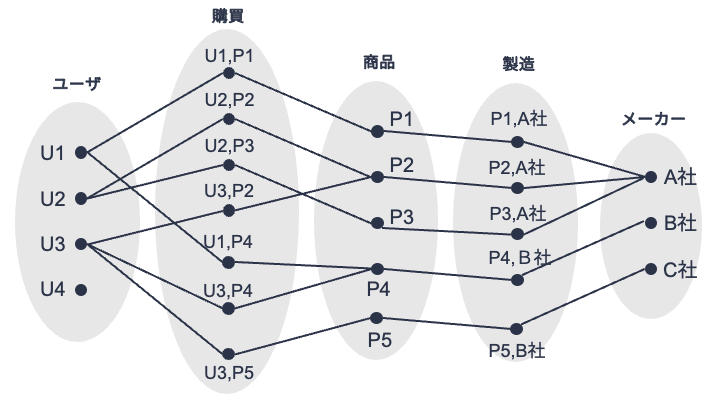 ユーザ
購買
商品
製造
メーカー
U1
U2
U3
U4
U1,P1
U2,P2
U2,P3
U3,P2
U1,P4
U3,P4
U3,P5
P1
P2
P3
P4
P5
P1,A社
P2,A社
P3,A社
P4,B社
P5,B社
A社
B社
C社